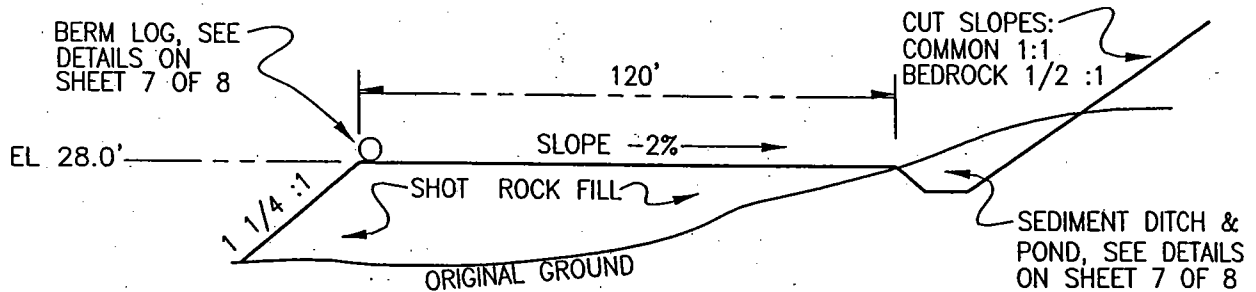 BERM LOG, SEE
DETAILS ON
SHEET 7 OF 8
CUT SLOPES:
COMMON 1:1
BEDROCK 1/2 :1
120'
EL 28.0'
SLOPE -2%
1 1/4 :1
SHOT ROCK FILL
ORIGINAL GROUND
SEDIMENT DITCH &
POND, SEE DETAILS
ON SHEET 7 OF 8